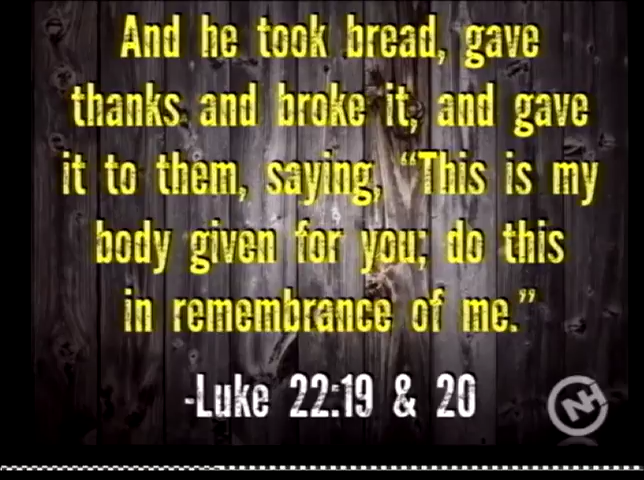 And he took bread, gave
thanks and broke it, and gave
it to them, saying, “This is my
body given for you; do this
in remembrance of me.”
-Luke 22:19 & 20
NH